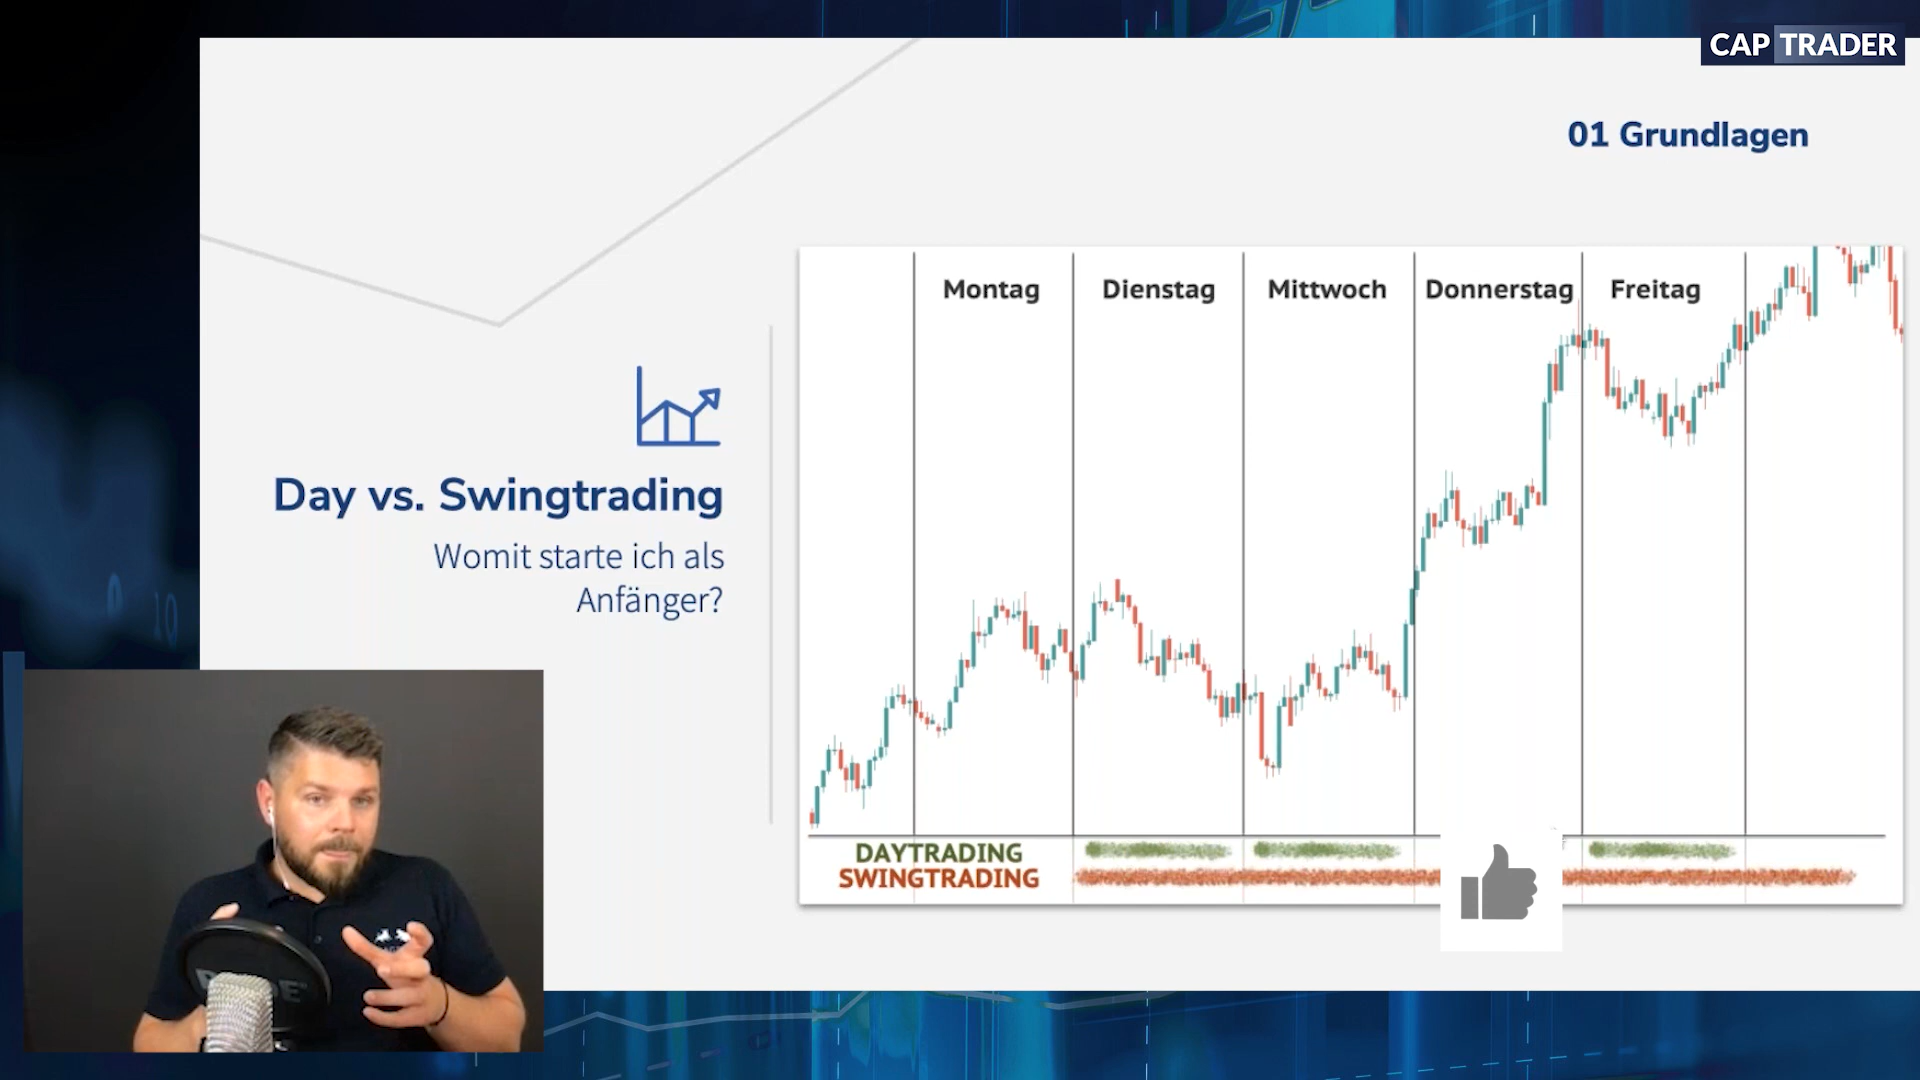 CAP TRADER
01 Grundlagen
Montag Dienstag Mittwoch Donnerstag Freitag
Day vs. Swingtrading
Womit starte ich als
Anfänger?
DAYTRADING
SWINGTRADING
10